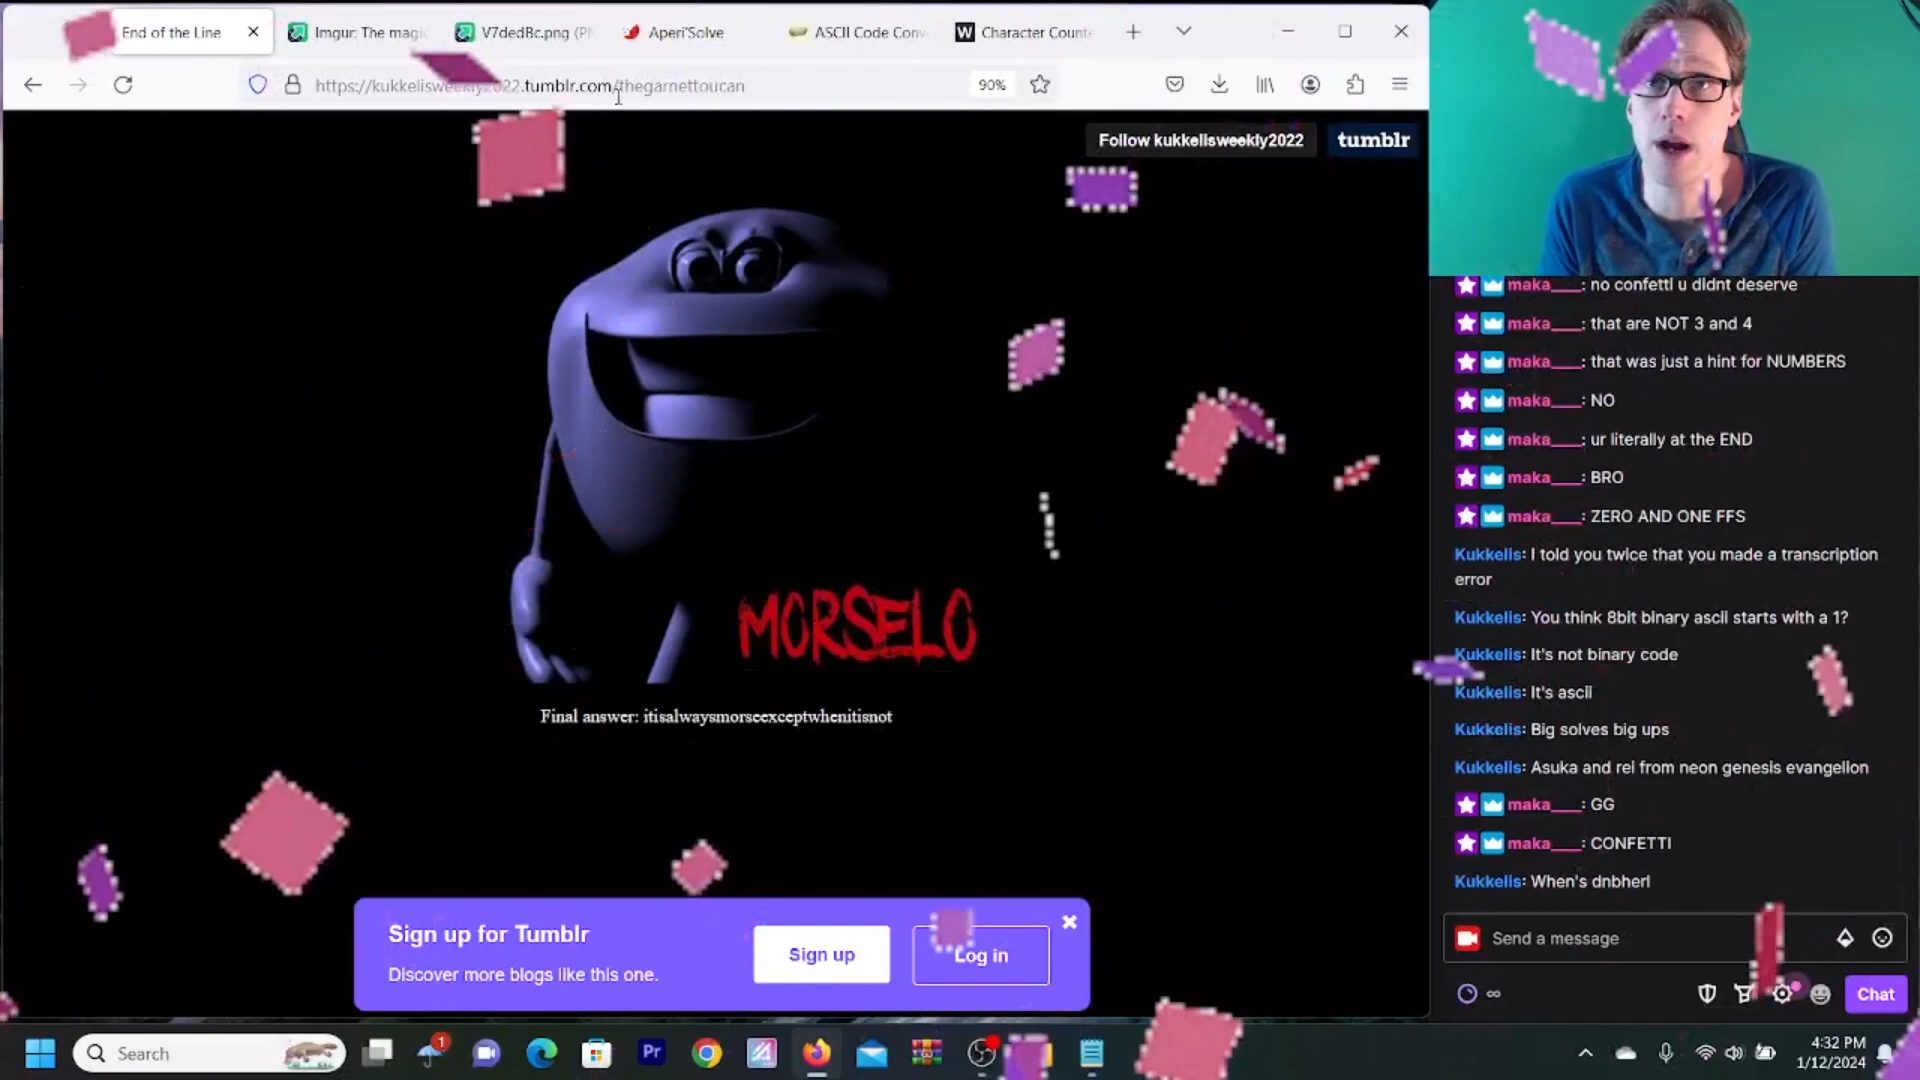 End of the Line
Imgur: The magi
V7dedBc.png (PN
Aperi'Solve
ASCII Code Conv
Character Counte
https://kukkelisweekly2022.tumblr.com/thegarnettoucan
90%
Follow kukkelisweekly2022
tumblr
MORSELO
Final answer: itisalwaysmorseexceptwhenitisnot
Sign up for Tumblr
Discover more blogs like this one.
Sign up
Log in
maka___: no confetti u didnt deserve
maka___: that are NOT 3 and 4
maka___: that was just a hint for NUMBERS
maka___: NO
maka___: ur literally at the END
maka___: BRO
maka___: ZERO AND ONE FFS
Kukkelis: I told you twice that you made a transcription
error
Kukkelis: You think 8bit binary ascii starts with a 1?
Kukkelis: It's not binary code
Kukkelis: It's ascii
Kukkelis: Big solves big ups
Kukkelis: Asuka and rei from neon genesis evangelion
maka___: GG
maka___: CONFETTI
Kukkelis: When's dnbherl
Send a message
∞
Chat
Search
1
Pr
4:32 PM
1/12/2024